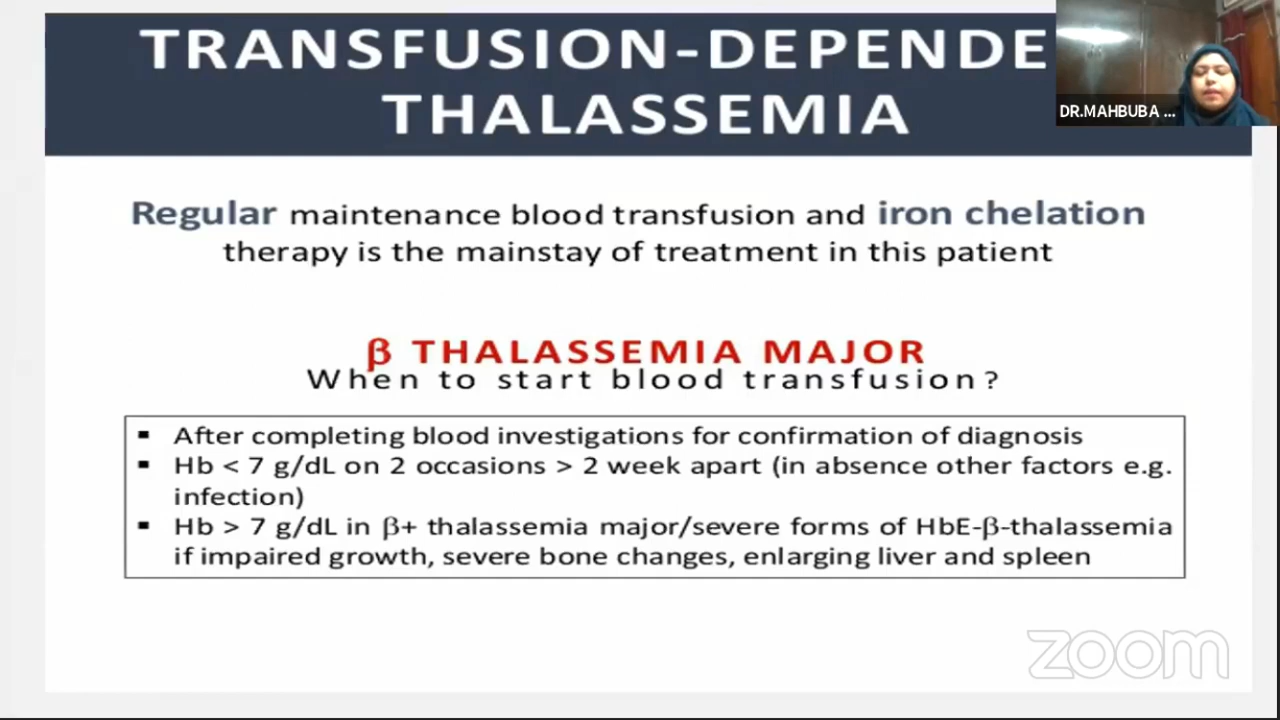 TRANSFUSION-DEPENDE
THALASSEMIA
DR.MAHBUBA ...
Regular maintenance blood transfusion and iron chelation
therapy is the mainstay of treatment in this patient
β THALASSEMIA MAJOR
When to start blood transfusion?
▪ After completing blood investigations for confirmation of diagnosis
▪ Hb < 7 g/dL on 2 occasions > 2 week apart (in absence other factors e.g.
infection)
▪ Hb > 7 g/dL in β+ thalassemia major/severe forms of HbE-β-thalassemia
if impaired growth, severe bone changes, enlarging liver and spleen
zoom